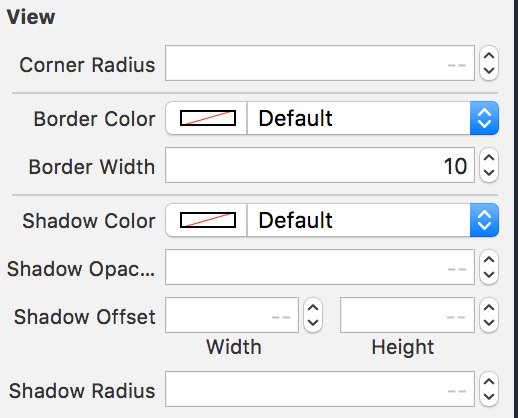 View
Corner Radius --
Border Color Default
Border Width 10
Shadow Color Default
Shadow Opac... --
Shadow Offset -- --
Width Height
Shadow Radius --